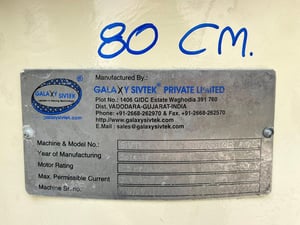 80 CM.
GALAXY SIVTEK
®
galaxysivtek.com
Manufactured By:
GALAXY SIVTEK PRIVATE LIMITED
Plot No.: 1406 GIDC Estate Waghodia 391 760
Dist. VADODARA-GUJARAT-INDIA
Phone: +91-2668-262970 & Fax. +91-2668-262570
http://www.galaxysivtek.com
E.Mail : sales@galaxysivtek.com
Machine & Model No.:
Year of Manufacturing
Motor Rating
Max. Permissible Current
Machine Sr. no.